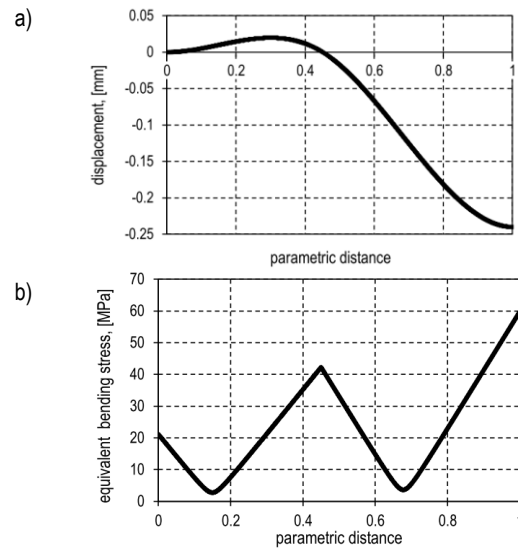 a)
0.05
0
0 0.2 0.4 0.6 0.8 1
-0.05
-0.1
-0.15
-0.2
-0.25
displacement, [mm]
parametric distance
b)
70
60
50
40
30
20
10
0
equivalent bending stress, [MPa]
0 0.2 0.4 0.6 0.8 1
parametric distance